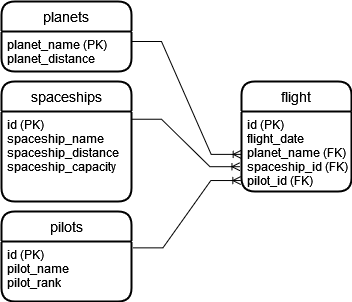 planets
planet_name (PK)
planet_distance
spaceships
id (PK)
spaceship_name
spaceship_distance
spaceship_capacity
pilots
id (PK)
pilot_name
pilot_rank
flight
id (PK)
flight_date
planet_name (FK)
spaceship_id (FK)
pilot_id (FK)